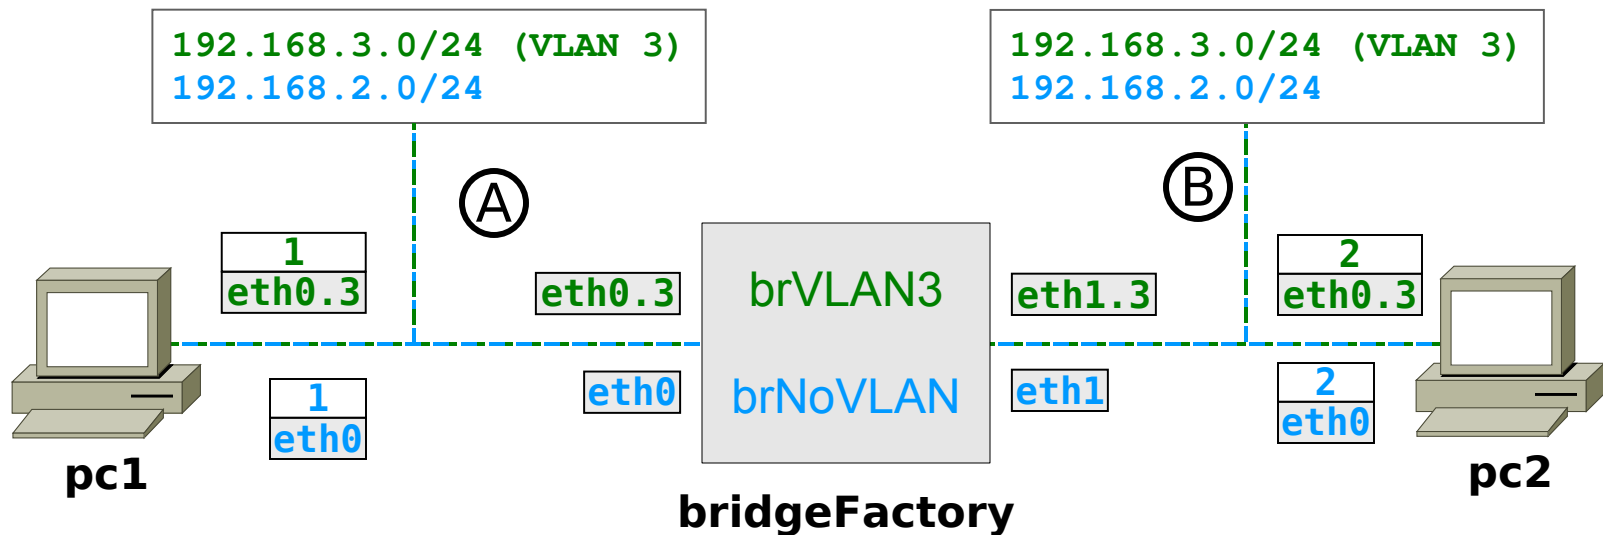 192.168.3.0/24 (VLAN 3)
192.168.2.0/24
192.168.3.0/24 (VLAN 3)
192.168.2.0/24
A
B
1
eth0.3
eth0.3
brVLAN3
eth1.3
2
eth0.3
1
eth0
eth0
brNoVLAN
eth1
2
eth0
pc1
bridgeFactory
pc2